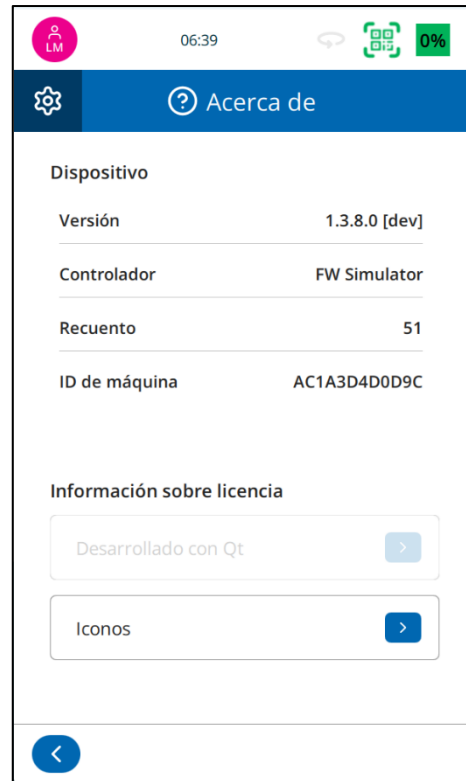 LM
06:39
0%
Acerca de
Dispositivo
Versión 1.3.8.0 [dev]
Controlador FW Simulator
Recuento 51
ID de máquina AC1A3D4D0D9C
Información sobre licencia
Desarrollado con Qt
Iconos